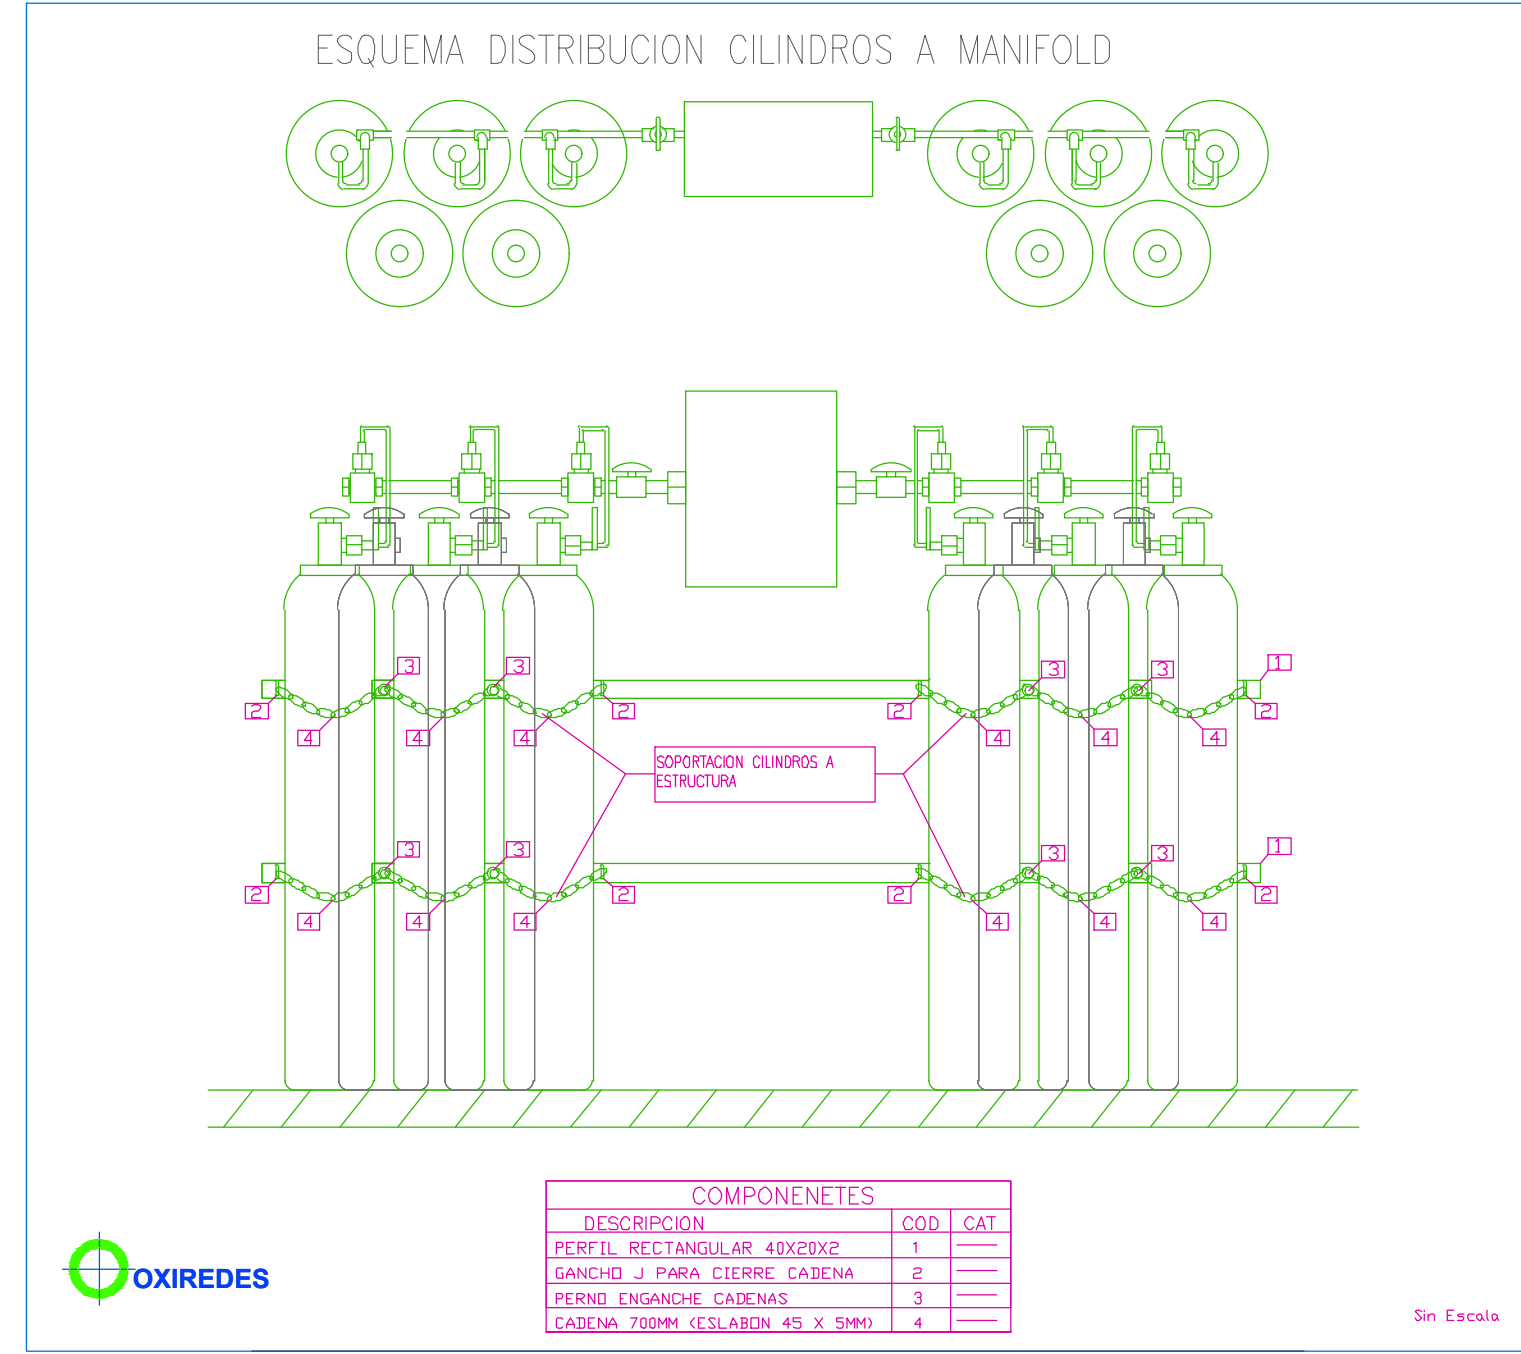 ESQUEMA DISTRIBUCION CILINDROS A MANIFOLD
3 3 3 3 1
2 2 2 2
4 4 4 4 4 4
SOPORTACION CILINDROS A
ESTRUCTURA
3 3 3 3 1
2 2 2 2
4 4 4 4 4 4
COMPONENETES
DESCRIPCION COD CAT
PERFIL RECTANGULAR 40X20X2 1
GANCHO J PARA CIERRE CADENA 2
PERNO ENGANCHE CADENAS 3
CADENA 700MM (ESLABON 45 X 5MM) 4
OXIREDES
Sin Escala